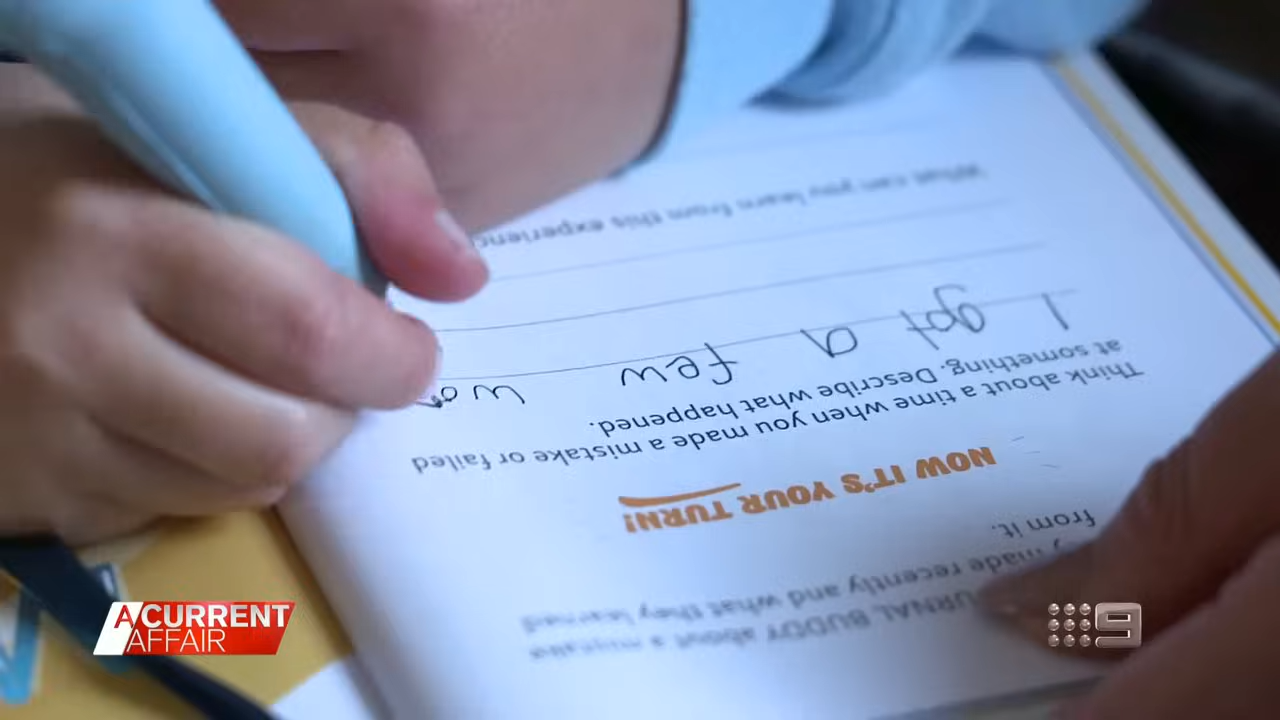 URNAL BUDDY about a mistake
made recently and what they learned
from it.
NOW IT'S YOUR TURN!
Think about a time when you made a mistake or failed
at something. Describe what happened.
I got a few
What can you learn from this
A CURRENT
AFFAIR
9